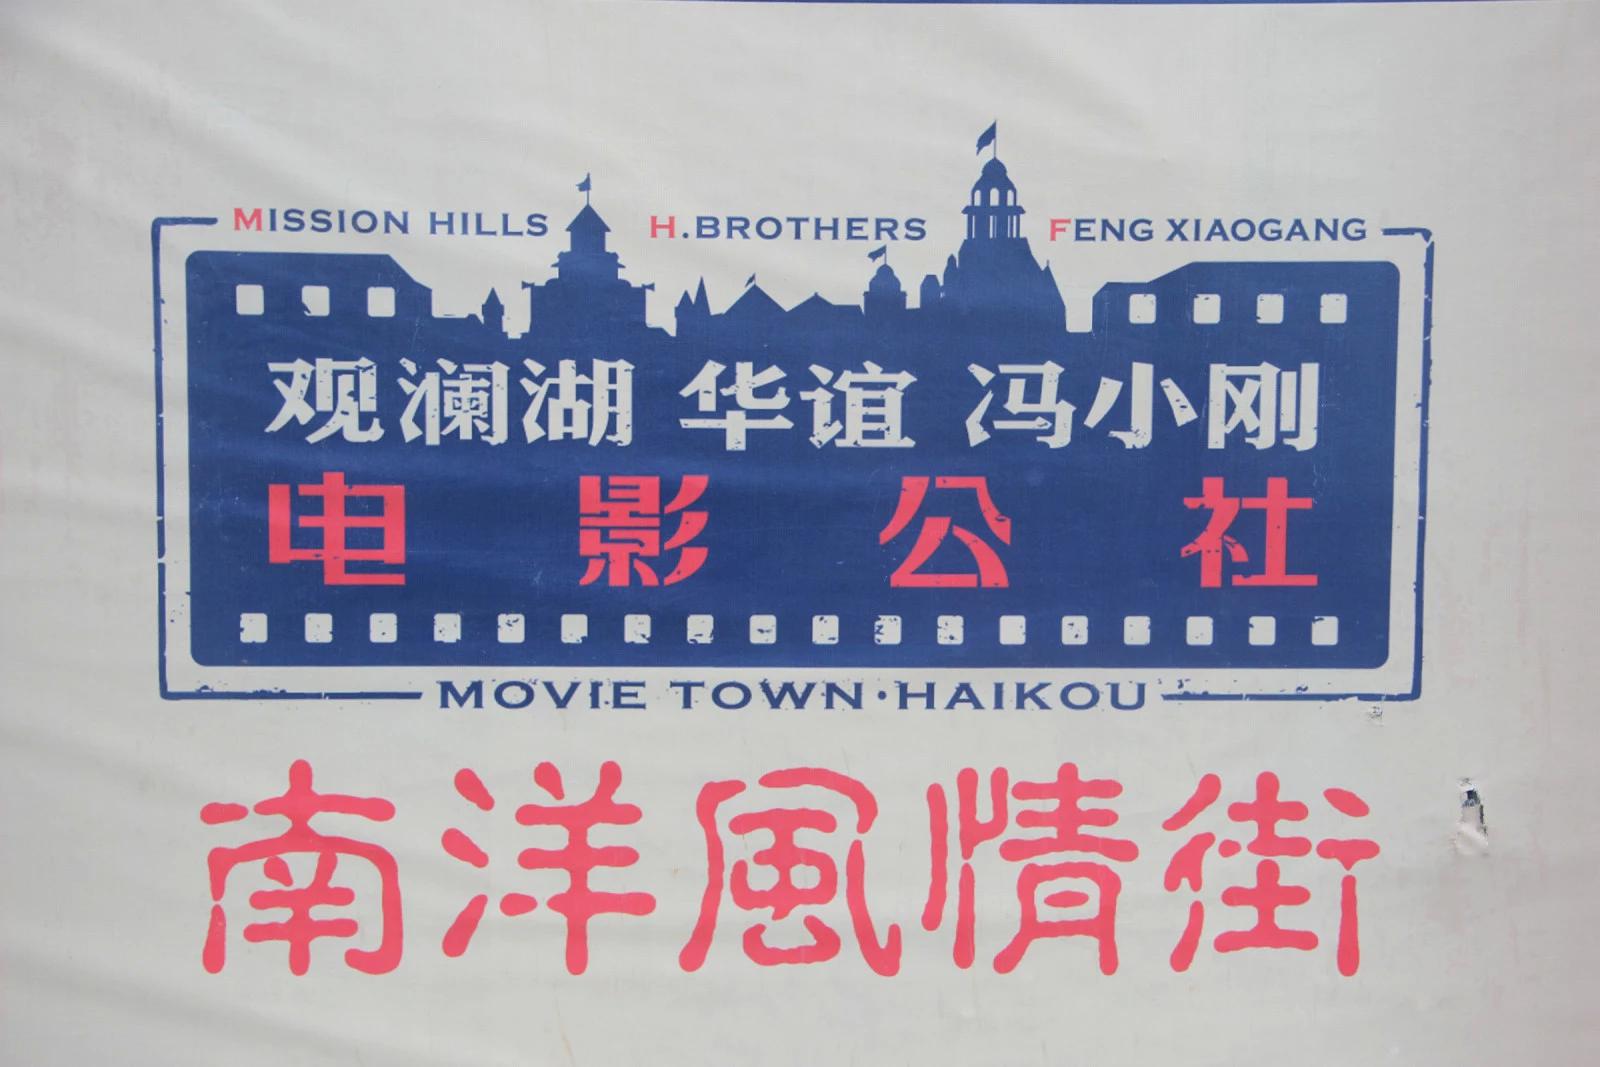 MISSION HILLS H.BROTHERS FENG XIAOGANG
观澜湖 华谊 冯小刚
电影公社
MOVIE TOWN·HAIKOU
南洋風情街